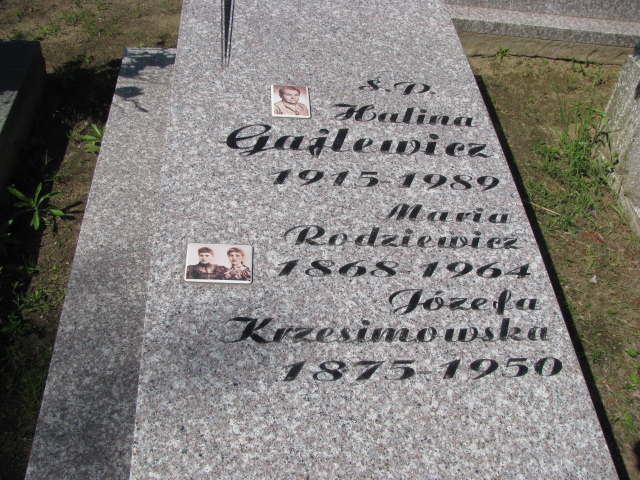 Ś.P.
Halina
Gajlewicz
1915-1989
Maria
Rodziewicz
1868-1964
Józefa
Krzesimowska
1875-1950